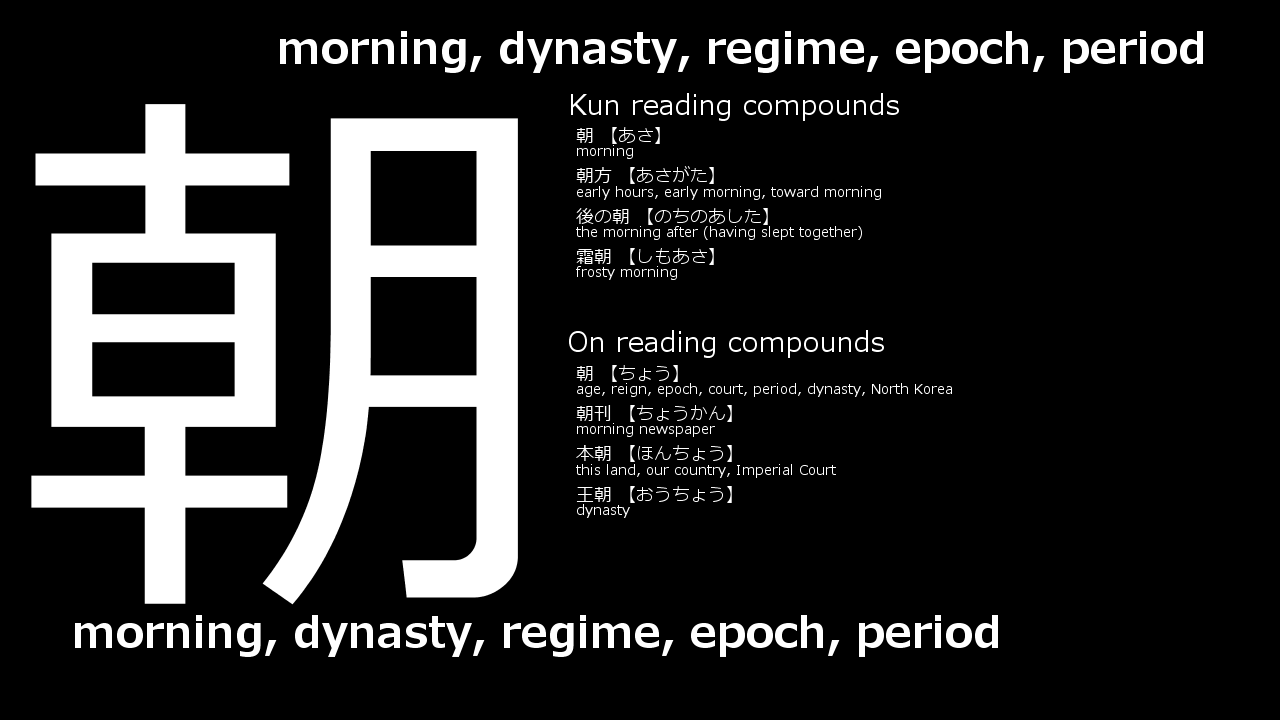 morning, dynasty, regime, epoch, period
朝
Kun reading compounds
朝 【あさ】
morning
朝方 【あさがた】
early hours, early morning, toward morning
後の朝 【のちのあした】
the morning after (having slept together)
霜朝 【しもあさ】
frosty morning
On reading compounds
朝 【ちょう】
age, reign, epoch, court, period, dynasty, North Korea
朝刊 【ちょうかん】
morning newspaper
本朝 【ほんちょう】
this land, our country, Imperial Court
王朝 【おうちょう】
dynasty
morning, dynasty, regime, epoch, period